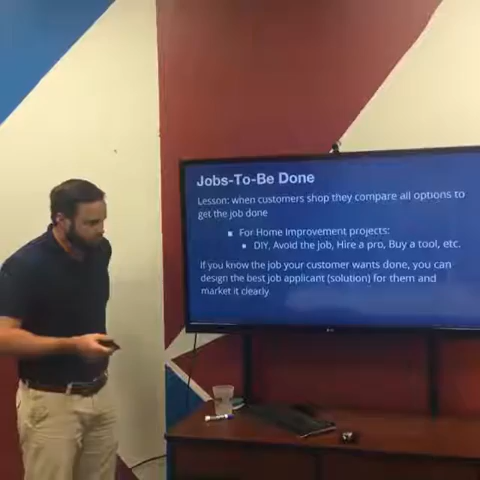 Jobs-To-Be Done
Lesson: when customers shop they compare all options to
get the job done
For Home Improvement projects:
DIY, Avoid the job, Hire a pro, Buy a tool, etc.
If you know the job your customer wants done, you can
design the best job applicant (solution) for them and
market it clearly